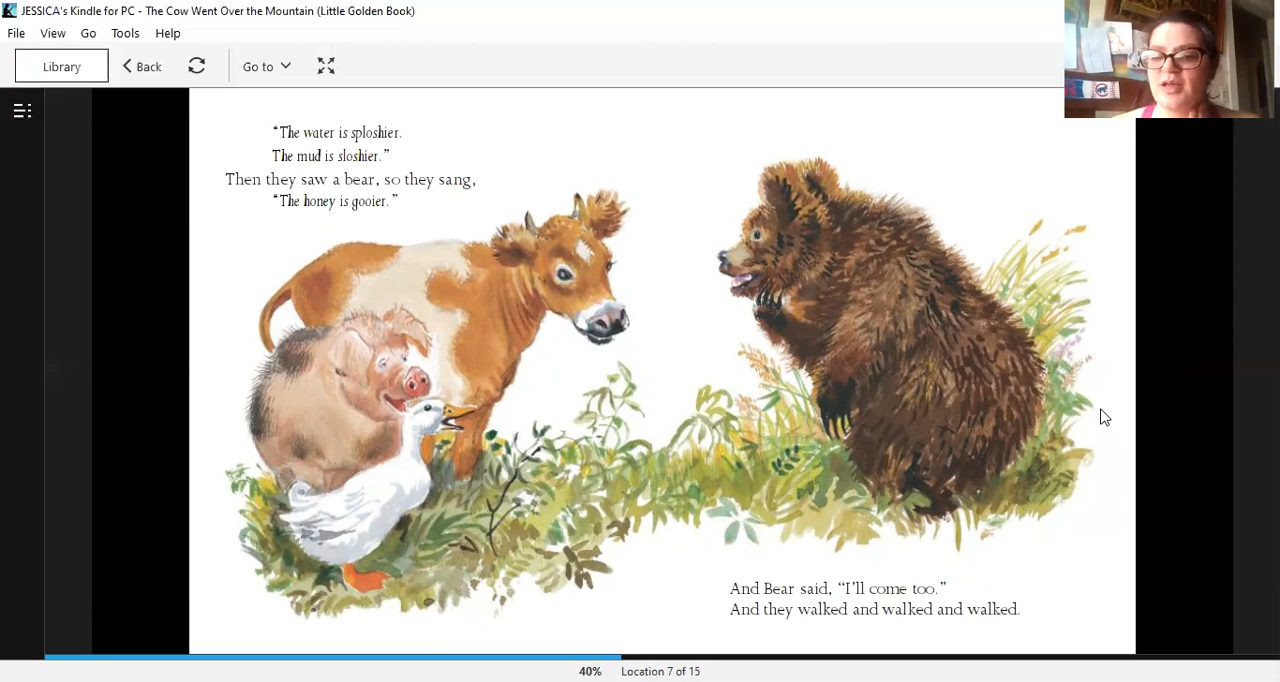 JESSICA's Kindle for PC - The Cow Went Over the Mountain (Little Golden Book)
File View Go Tools Help
Library Back Go to
“The water is sploshier.
The mud is sloshier.”
Then they saw a bear, so they sang,
“The honey is gooier.”
And Bear said, “I’ll come too.”
And they walked and walked and walked.
40% Location 7 of 15